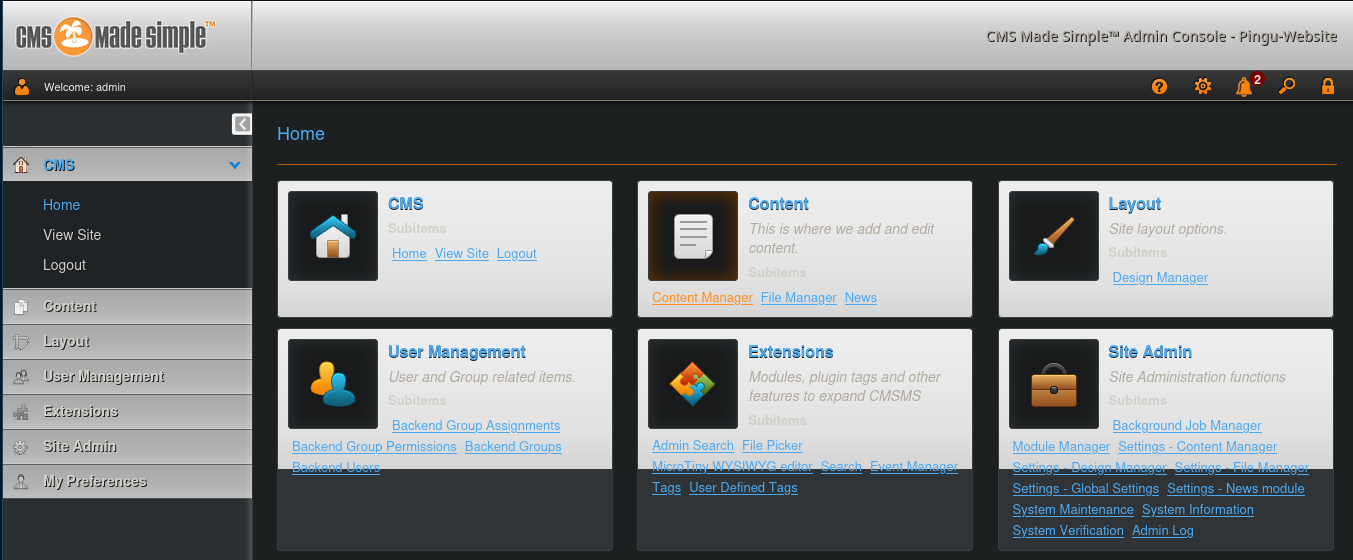 CMS MADE SIMPLE™
CMS Made Simple™ Admin Console - Pingu-Website
Welcome: admin
2
CMS
Home
View Site
Logout
Content
Layout
User Management
Extensions
Site Admin
My Preferences
Home
CMS
Subitems
Home View Site Logout
Content
This is where we add and edit
content.
Subitems
Content Manager File Manager News
Layout
Site layout options.
Subitems
Design Manager
User Management
User and Group related items.
Subitems
Backend Group Assignments
Backend Group Permissions Backend Groups
Backend Users
Extensions
Modules, plugin tags and other
features to expand CMSMS
Subitems
Admin Search File Picker
MicroTiny WYSIWYG editor Search Event Manager
Tags User Defined Tags
Site Admin
Site Administration functions
Subitems
Background Job Manager
Module Manager Settings - Content Manager
Settings - Design Manager Settings - File Manager
Settings - Global Settings Settings - News module
System Maintenance System Information
System Verification Admin Log